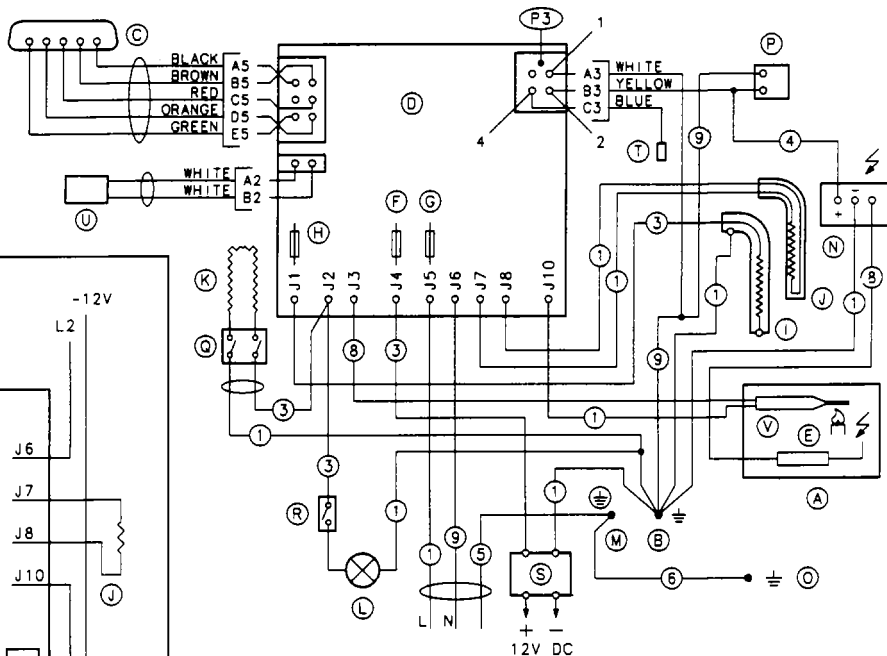 C
BLACK A5
BROWN B5
RED C5
ORANGE D5
GREEN E5
WHITE A2
WHITE B2
U
D
P3
1
A3 WHITE
B3 YELLOW
C3 BLUE
4
2
T
P
9
4
N
+ -
H
F
G
J1
J2
J3
J4
J5
J6
J7
J8
J10
K
Q
3
1
1
3
1
1
8
J
I
8
3
9
1
3
1
V
E
A
3
R
1
L
1
9
5
L N
1
S
+ -
12V DC
M
B
6
O
-12V
L2
J6
J7
J8
J10
J